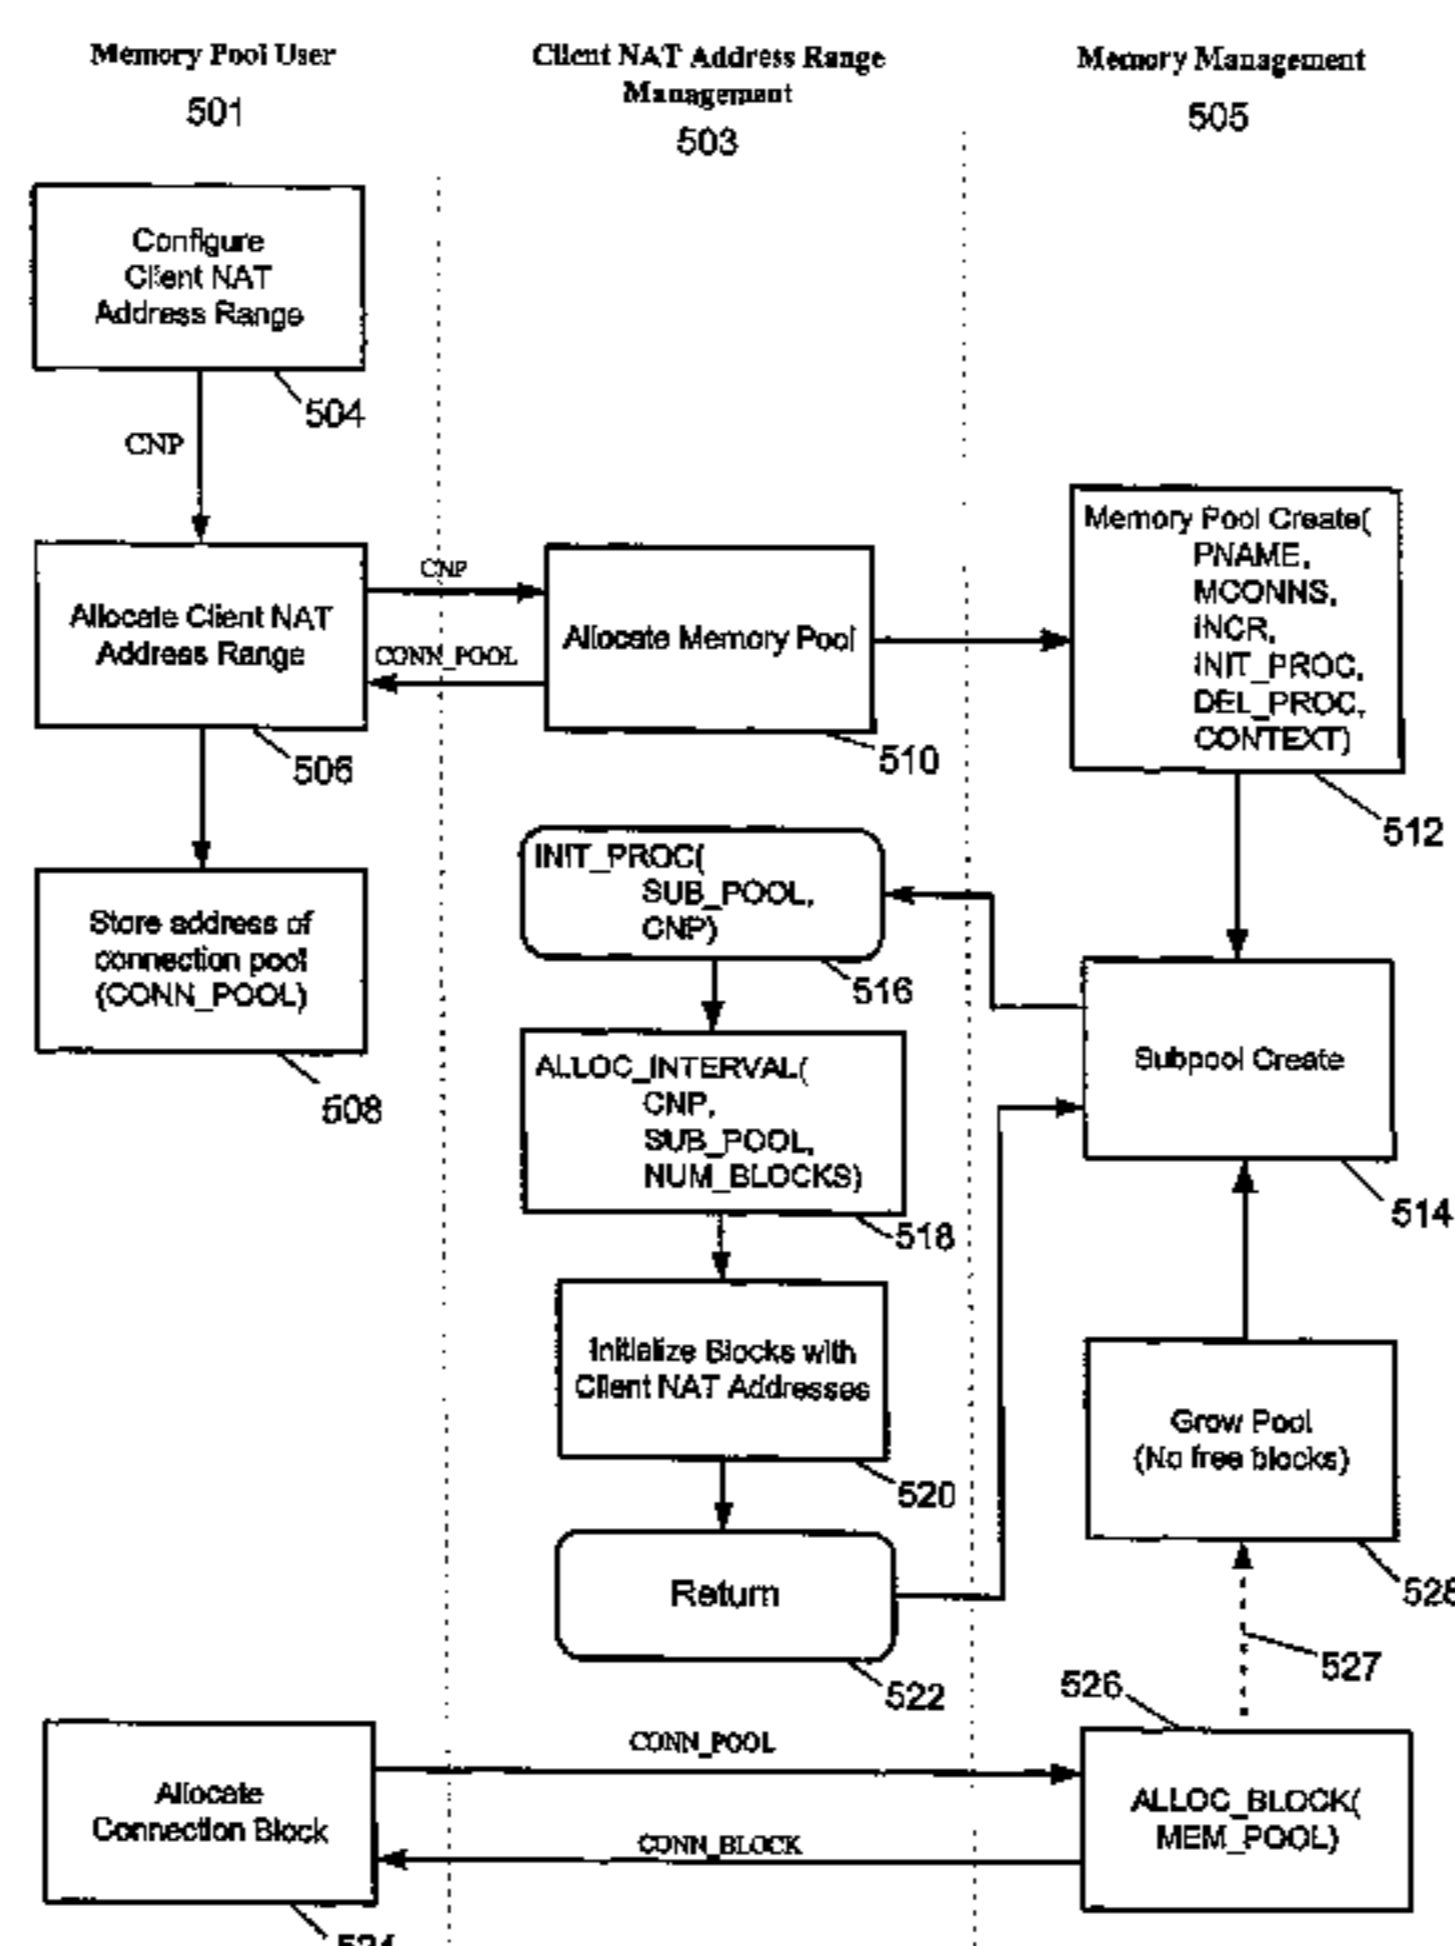 Memory Pool User
501
Client NAT Address Range
Management
503
Memory Management
505
Configure
Client NAT
Address Range
504
CNP
Allocate Client NAT
Address Range
506
CNP
CONN_POOL
Allocate Memory Pool
510
Memory Pool Create(
PNAME,
MCONNS,
INCR,
INIT_PROC,
DEL_PROC,
CONTEXT)
512
Store address of
connection pool
(CONN_POOL)
508
INIT_PROC(
SUB_POOL,
CNP)
516
ALLOC_INTERVAL(
CNP,
SUB_POOL,
NUM_BLOCKS)
518
Subpool Create
514
Initialize Blocks with
Client NAT Addresses
520
Grow Pool
(No free blocks)
528
527
Return
522
526
Allocate
Connection Block
CONN_POOL
CONN_BLOCK
ALLOC_BLOCK(
MEM_POOL)